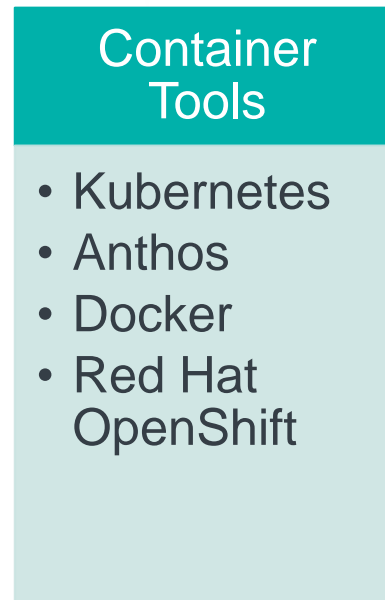 Container
Tools
• Kubernetes
• Anthos
• Docker
• Red Hat
OpenShift